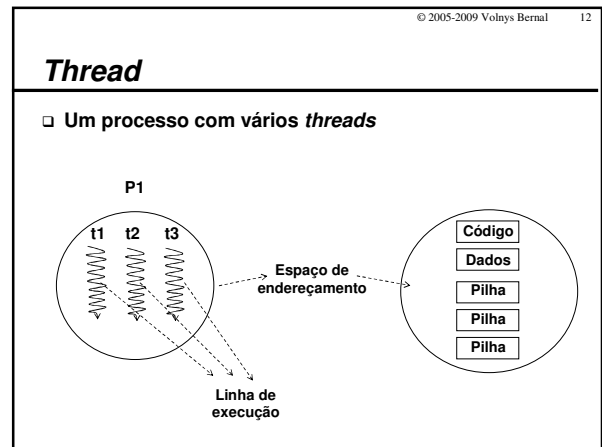 © 2005-2009 Volnys Bernal 12
Thread
❑ Um processo com vários threads
P1
t1 t2 t3
Espaço de
endereçamento
Linha de
execução
Código
Dados
Pilha
Pilha
Pilha